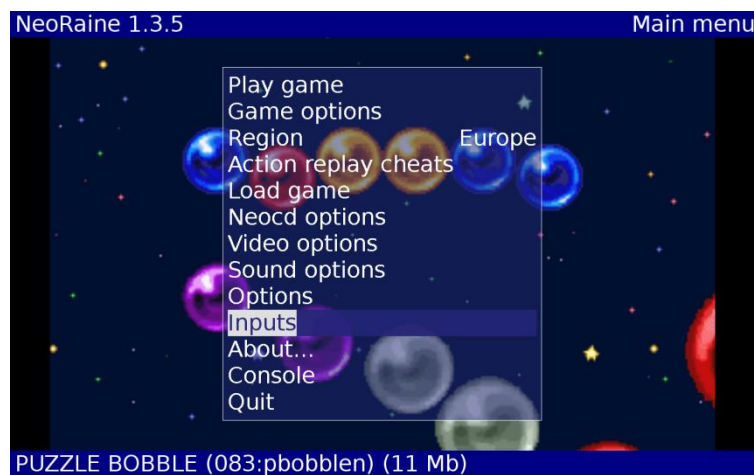 NeoRaine 1.3.5 Main menu
Play game
Game options
Region Europe
Action replay cheats
Load game
Neocd options
Video options
Sound options
Options
Inputs
About...
Console
Quit
PUZZLE BOBBLE (083:pbobblen) (11 Mb)